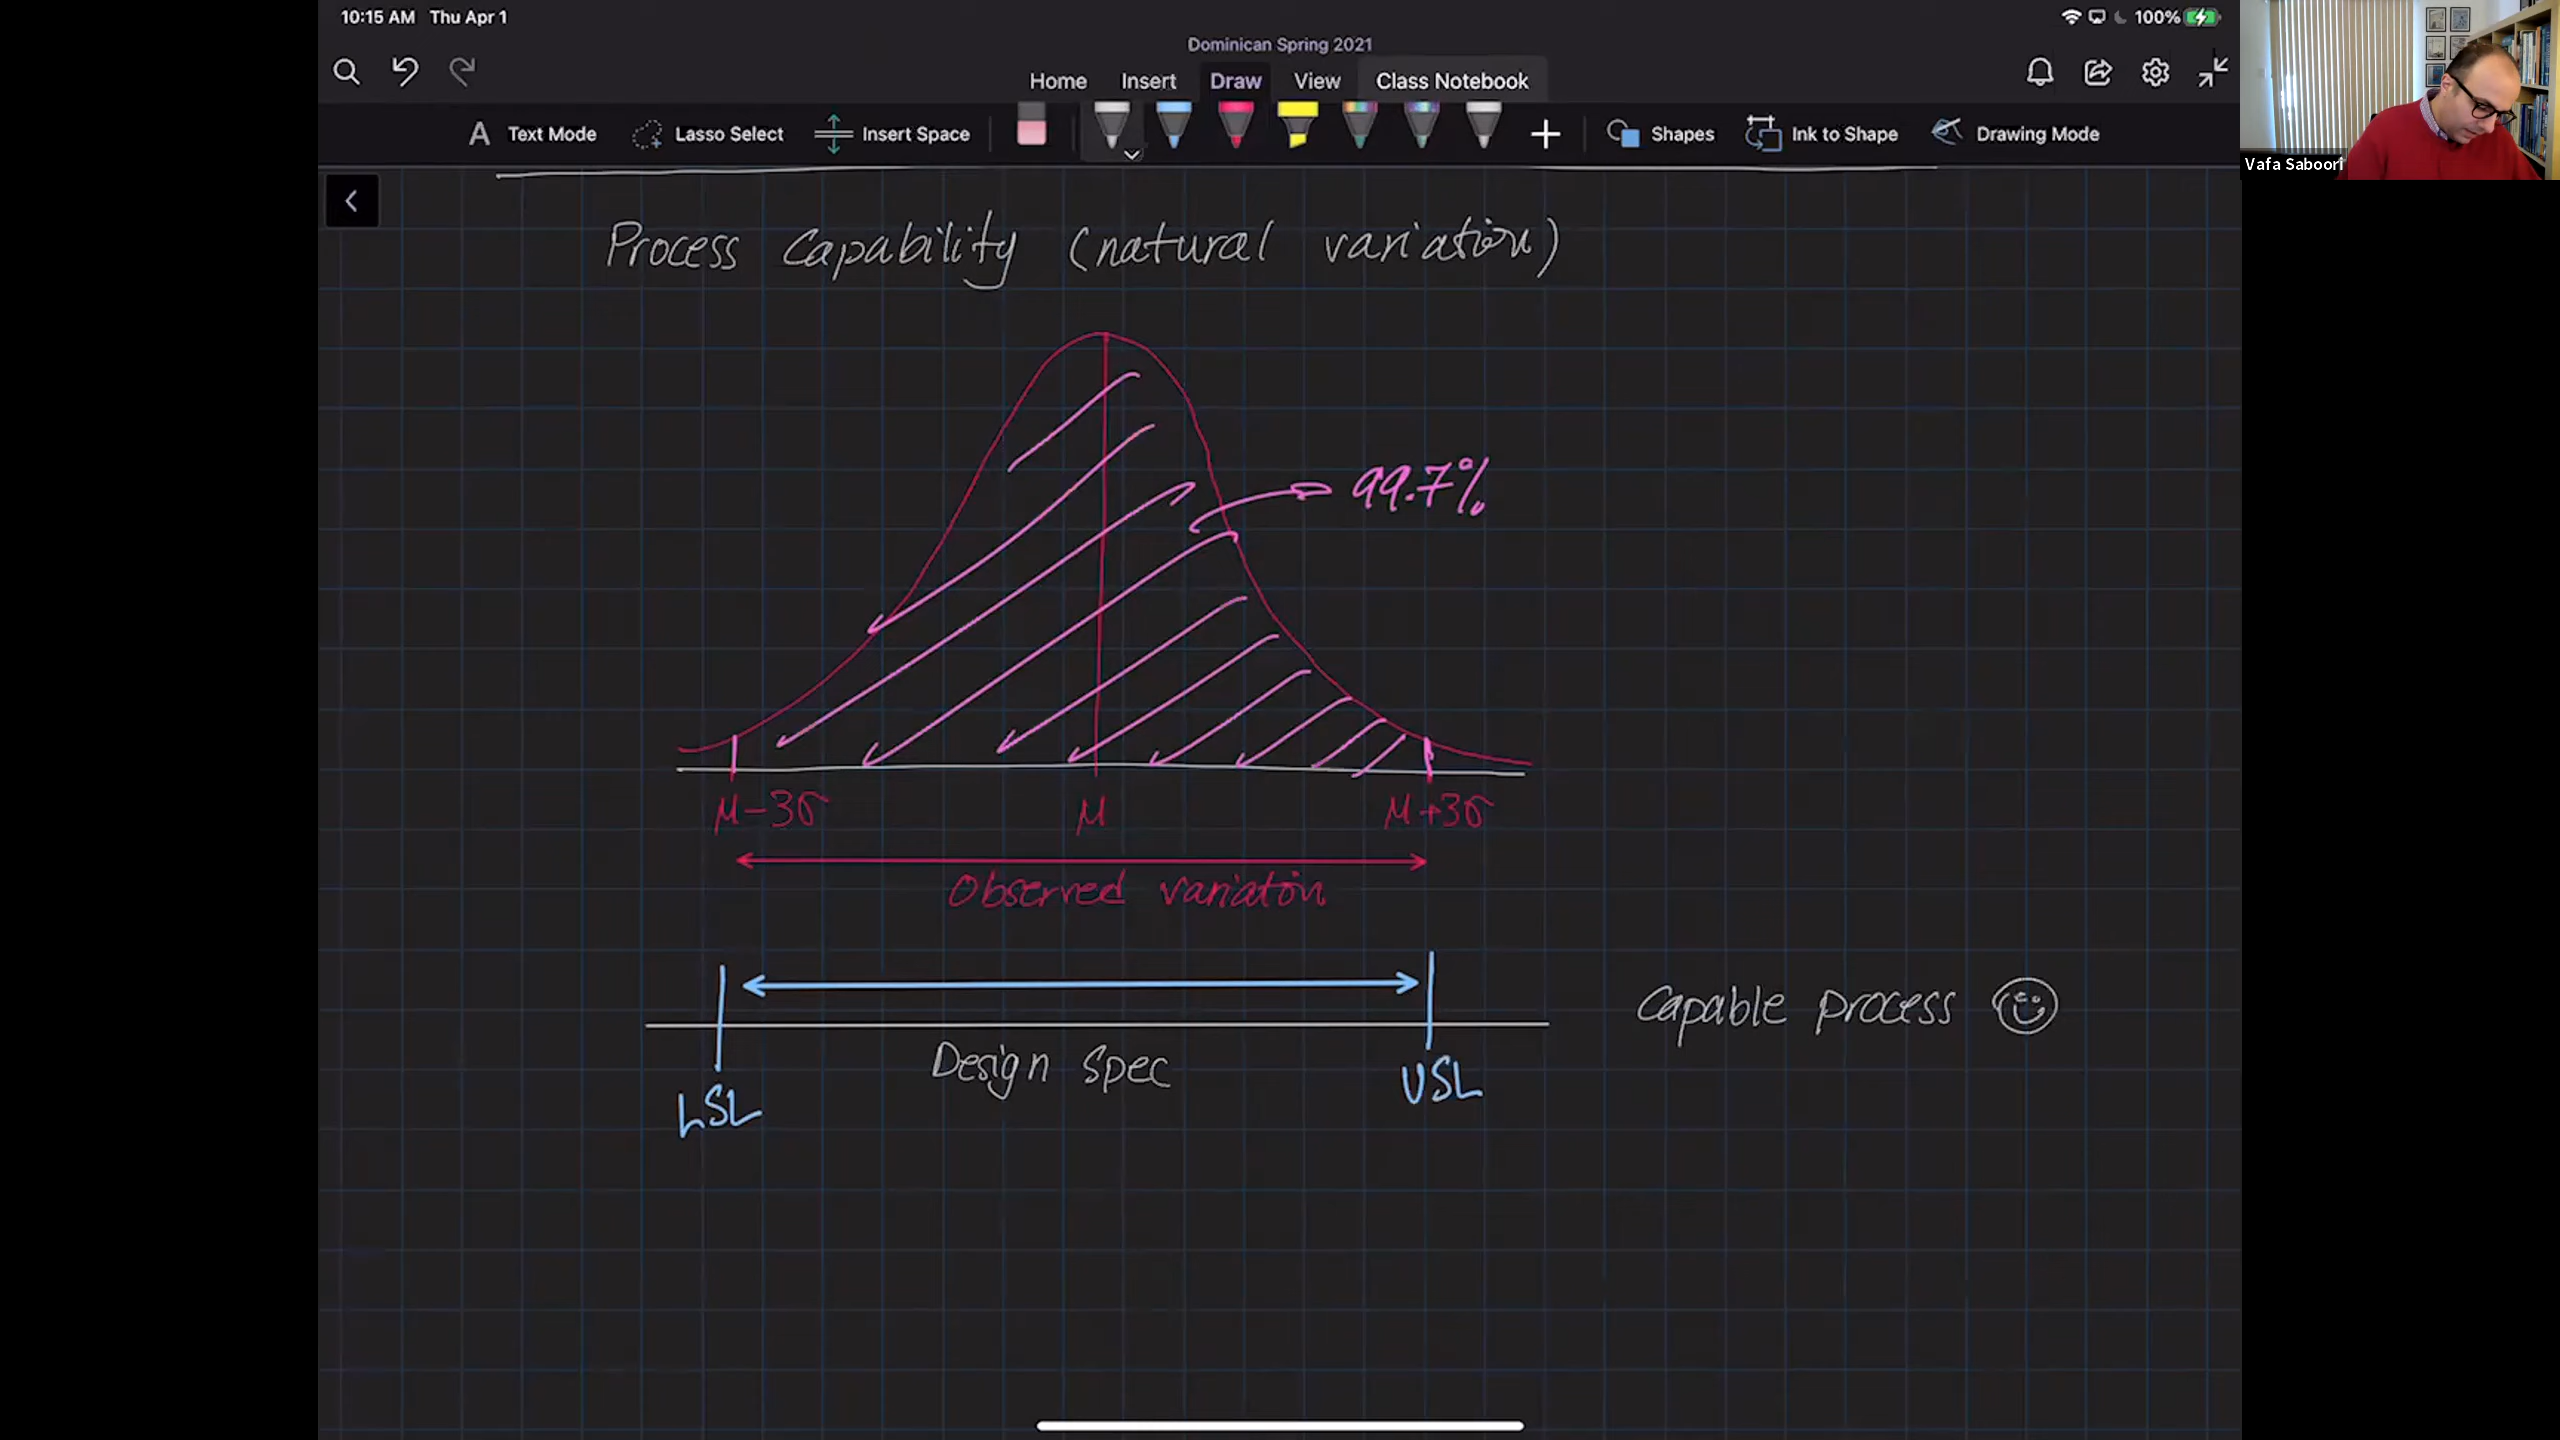 10:15 AM Thu Apr 1
100%
Dominican Spring 2021
Home Insert Draw View Class Notebook
Text Mode Lasso Select Insert Space Shapes Ink to Shape Drawing Mode
Vafa Saboori
Process Capability (natural variation)
99.7%
μ-3σ μ μ+3σ
Observed variation
Capable process
Design Spec
LSL USL